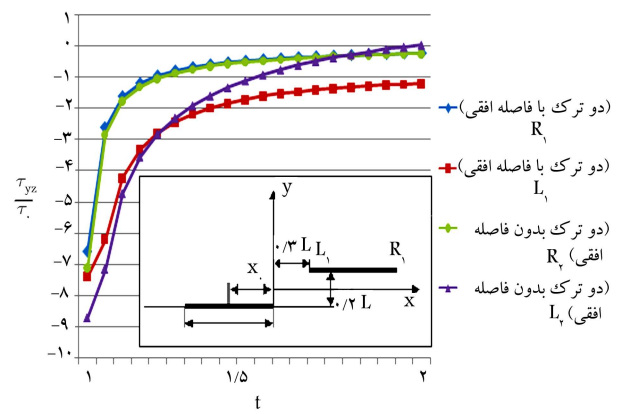 ۱
۰
−۱
−۲
−۳
−۴
−۵
−۶
−۷
−۸
−۹
−۱۰
τyz
τ۰
۱
۱/۵
۲
t
y
x
۰/۳ L
L۱
R۱
x۰
۰/۲ L
(دو ترک با فاصله افقی)
R۱
(دو ترک با فاصله افقی)
L۱
(دو ترک بدون فاصله
افقی) R۲
(دو ترک بدون فاصله
افقی) L۲